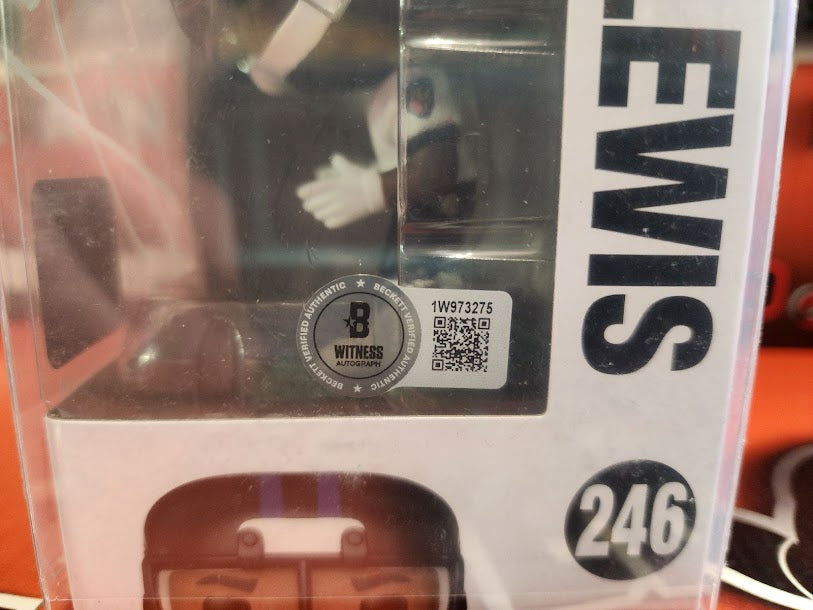 LEWIS
BECKETT VERIFIED AUTHENTIC ★ BECKETT VERIFIED AUTHENTIC ★
B
WITNESS
AUTOGRAPH
1W973275
246